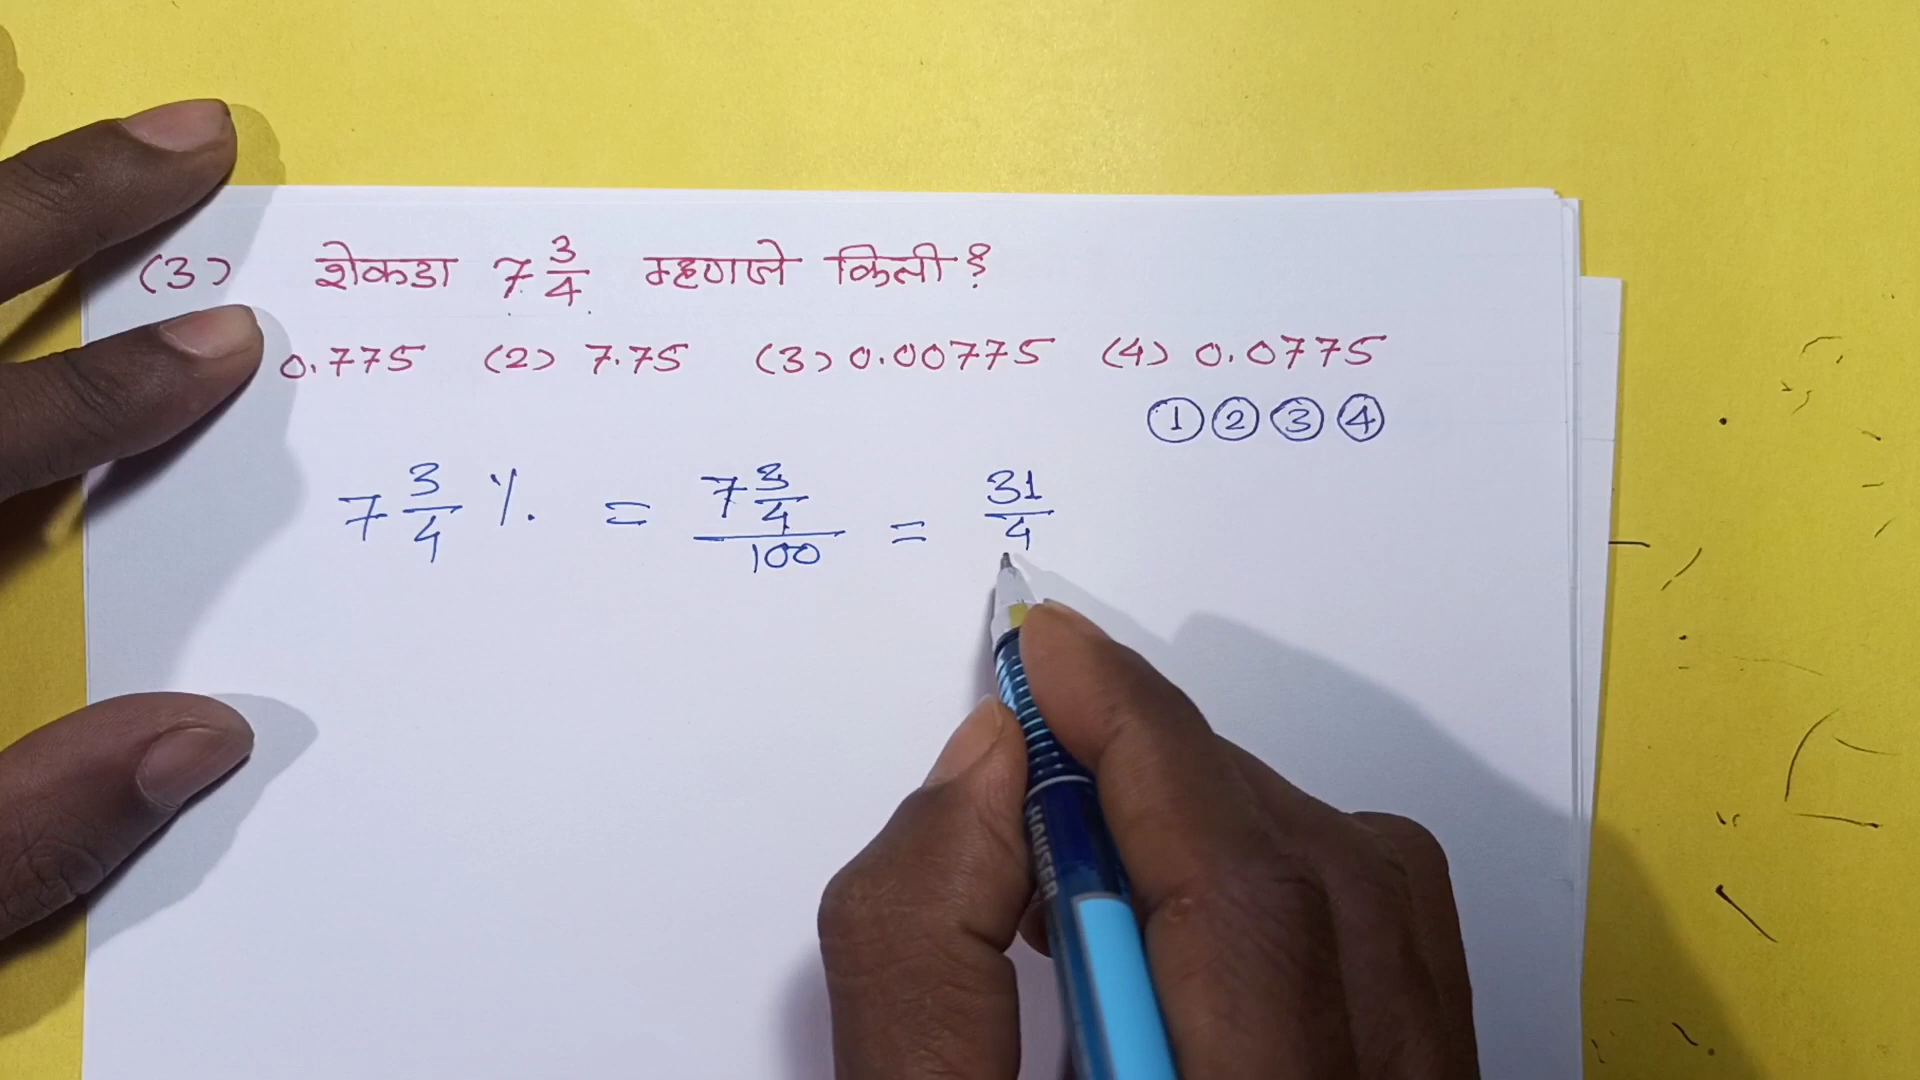 (3) शेकडा 7 3/4 म्हणजे किती?
0.775 (2) 7.75 (3) 0.00775 (4) 0.0775
① ② ③ ④
7 3/4 % = 7 3/4 / 100 = 31/4
HAUSER